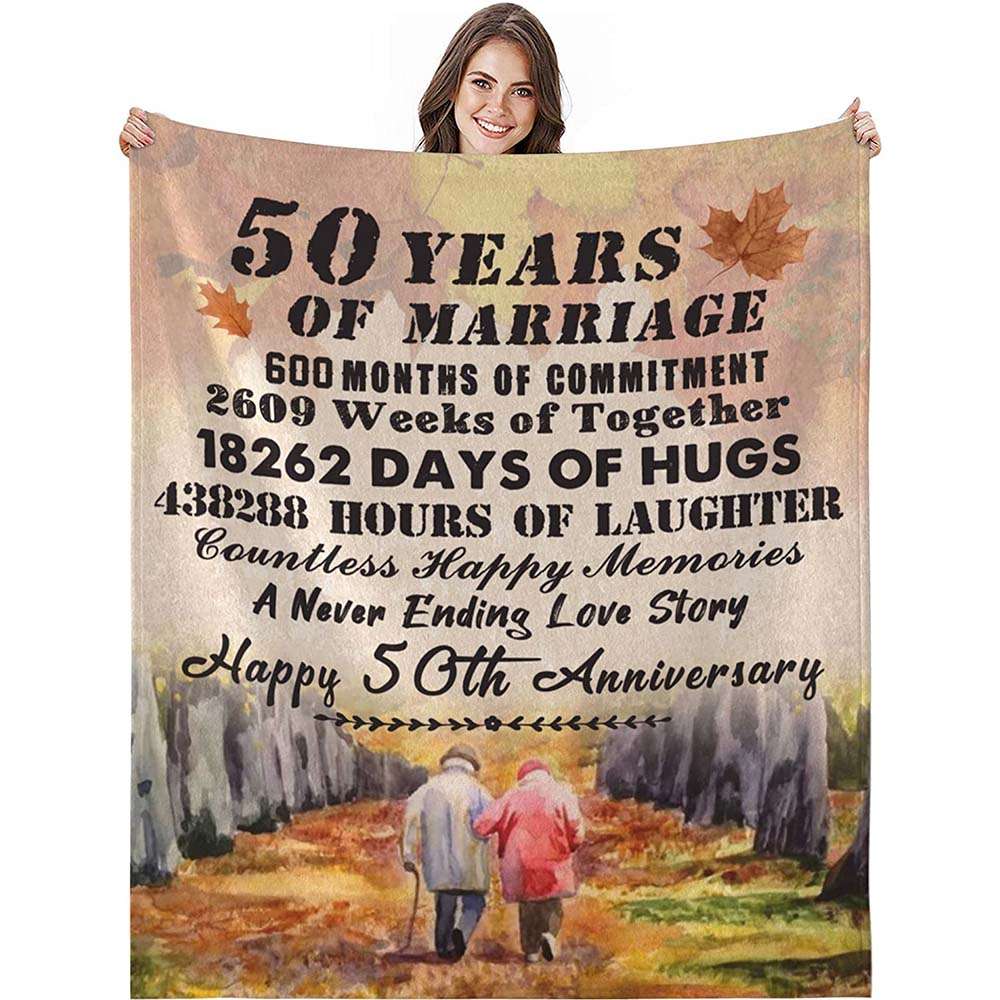 50 YEARS
OF MARRIAGE
600 MONTHS OF COMMITMENT
2609 Weeks of Together
18262 DAYS OF HUGS
438288 HOURS OF LAUGHTER
Countless Happy Memories
A Never Ending Love Story
Happy 50th Anniversary